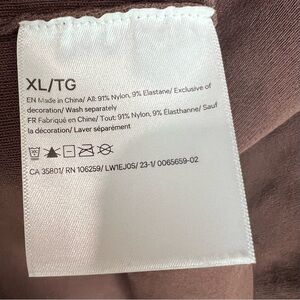 XL/TG
EN Made in China/ All: 91% Nylon, 9% Elastane/ Exclusive of
decoration/ Wash separately
FR Fabriqué en Chine/ Tout: 91% Nylon, 9% Élasthanne/ Sauf
la décoration/ Laver séparément
CA 35801/ RN 106259/ LW1EJ0S/ 23-1/ 0065659-02